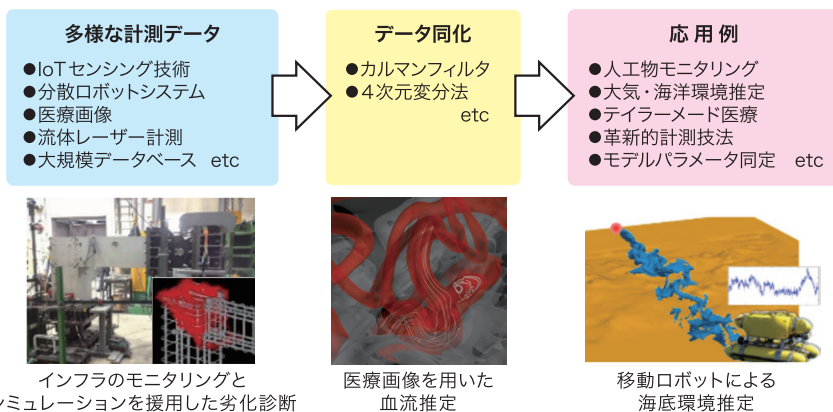 多様な計測データ
●IoTセンシング技術
●分散ロボットシステム
●医療画像
●流体レーザー計測
●大規模データベース etc
データ同化
●カルマンフィルタ
●4次元変分法
etc
応用例
●人工物モニタリング
●大気・海洋環境推定
●テイラーメード医療
●革新的計測技法
●モデルパラメータ同定 etc
インフラのモニタリングと
ンミュレーションを援用した劣化診断
医療画像を用いた
血流推定
移動ロボットによる
海底環境推定